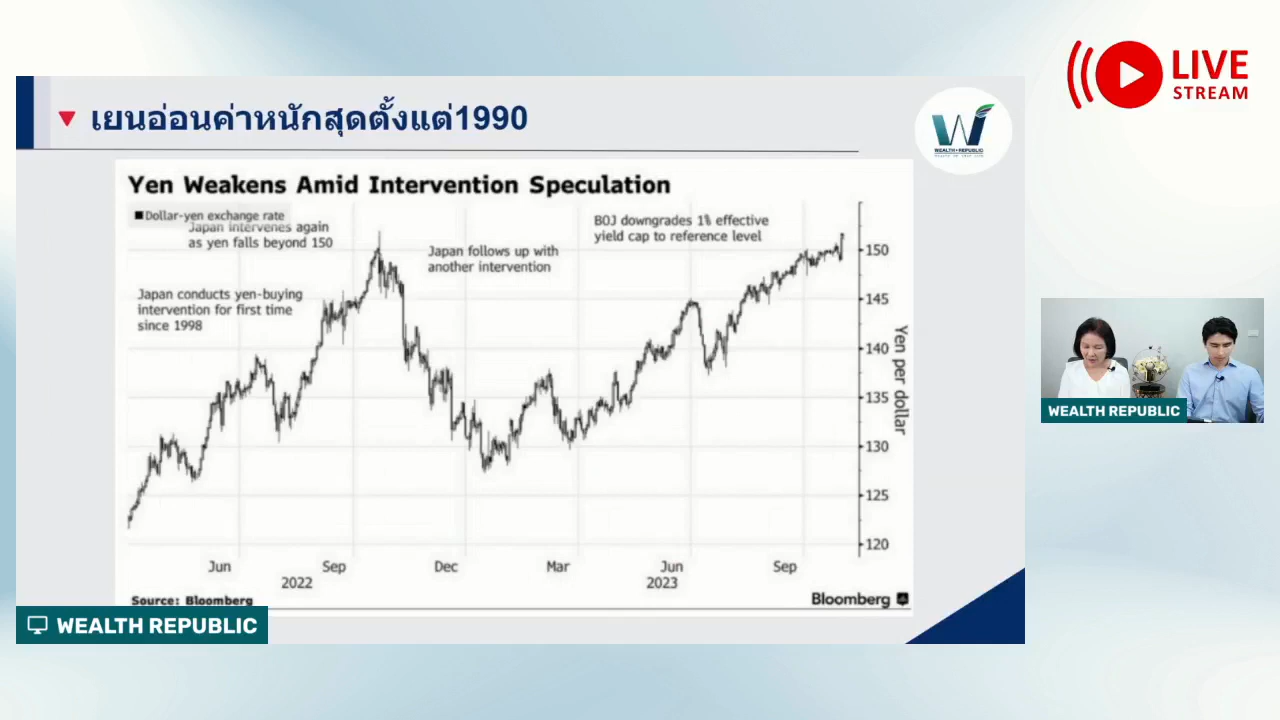 LIVE
STREAM
เยนอ่อนค่าหนักสุดตั้งแต่1990
W
WEALTH REPUBLIC
Yen Weakens Amid Intervention Speculation
Dollar-yen exchange rate
Japan intervenes again
as yen falls beyond 150
Japan follows up with
another intervention
BOJ downgrades 1% effective
yield cap to reference level
Japan conducts yen-buying
intervention for first time
since 1998
150
145
140
135
130
125
120
Yen per dollar
Jun
Sep
Dec
Mar
Jun
Sep
2022
2023
Source: Bloomberg
Bloomberg
WEALTH REPUBLIC
WEALTH REPUBLIC